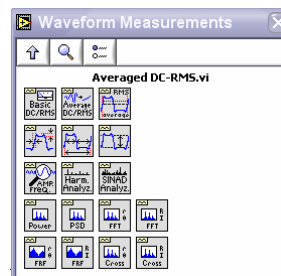 Waveform Measurements
Averaged DC-RMS.vi
Basic DC/RMS
Average DC/RMS
RMS average
AMP FREQ.
Harm. Analyz.
SINAD Analyz.
Power
PSD
FFT
FFT
FRF
FRF
Cross
Cross